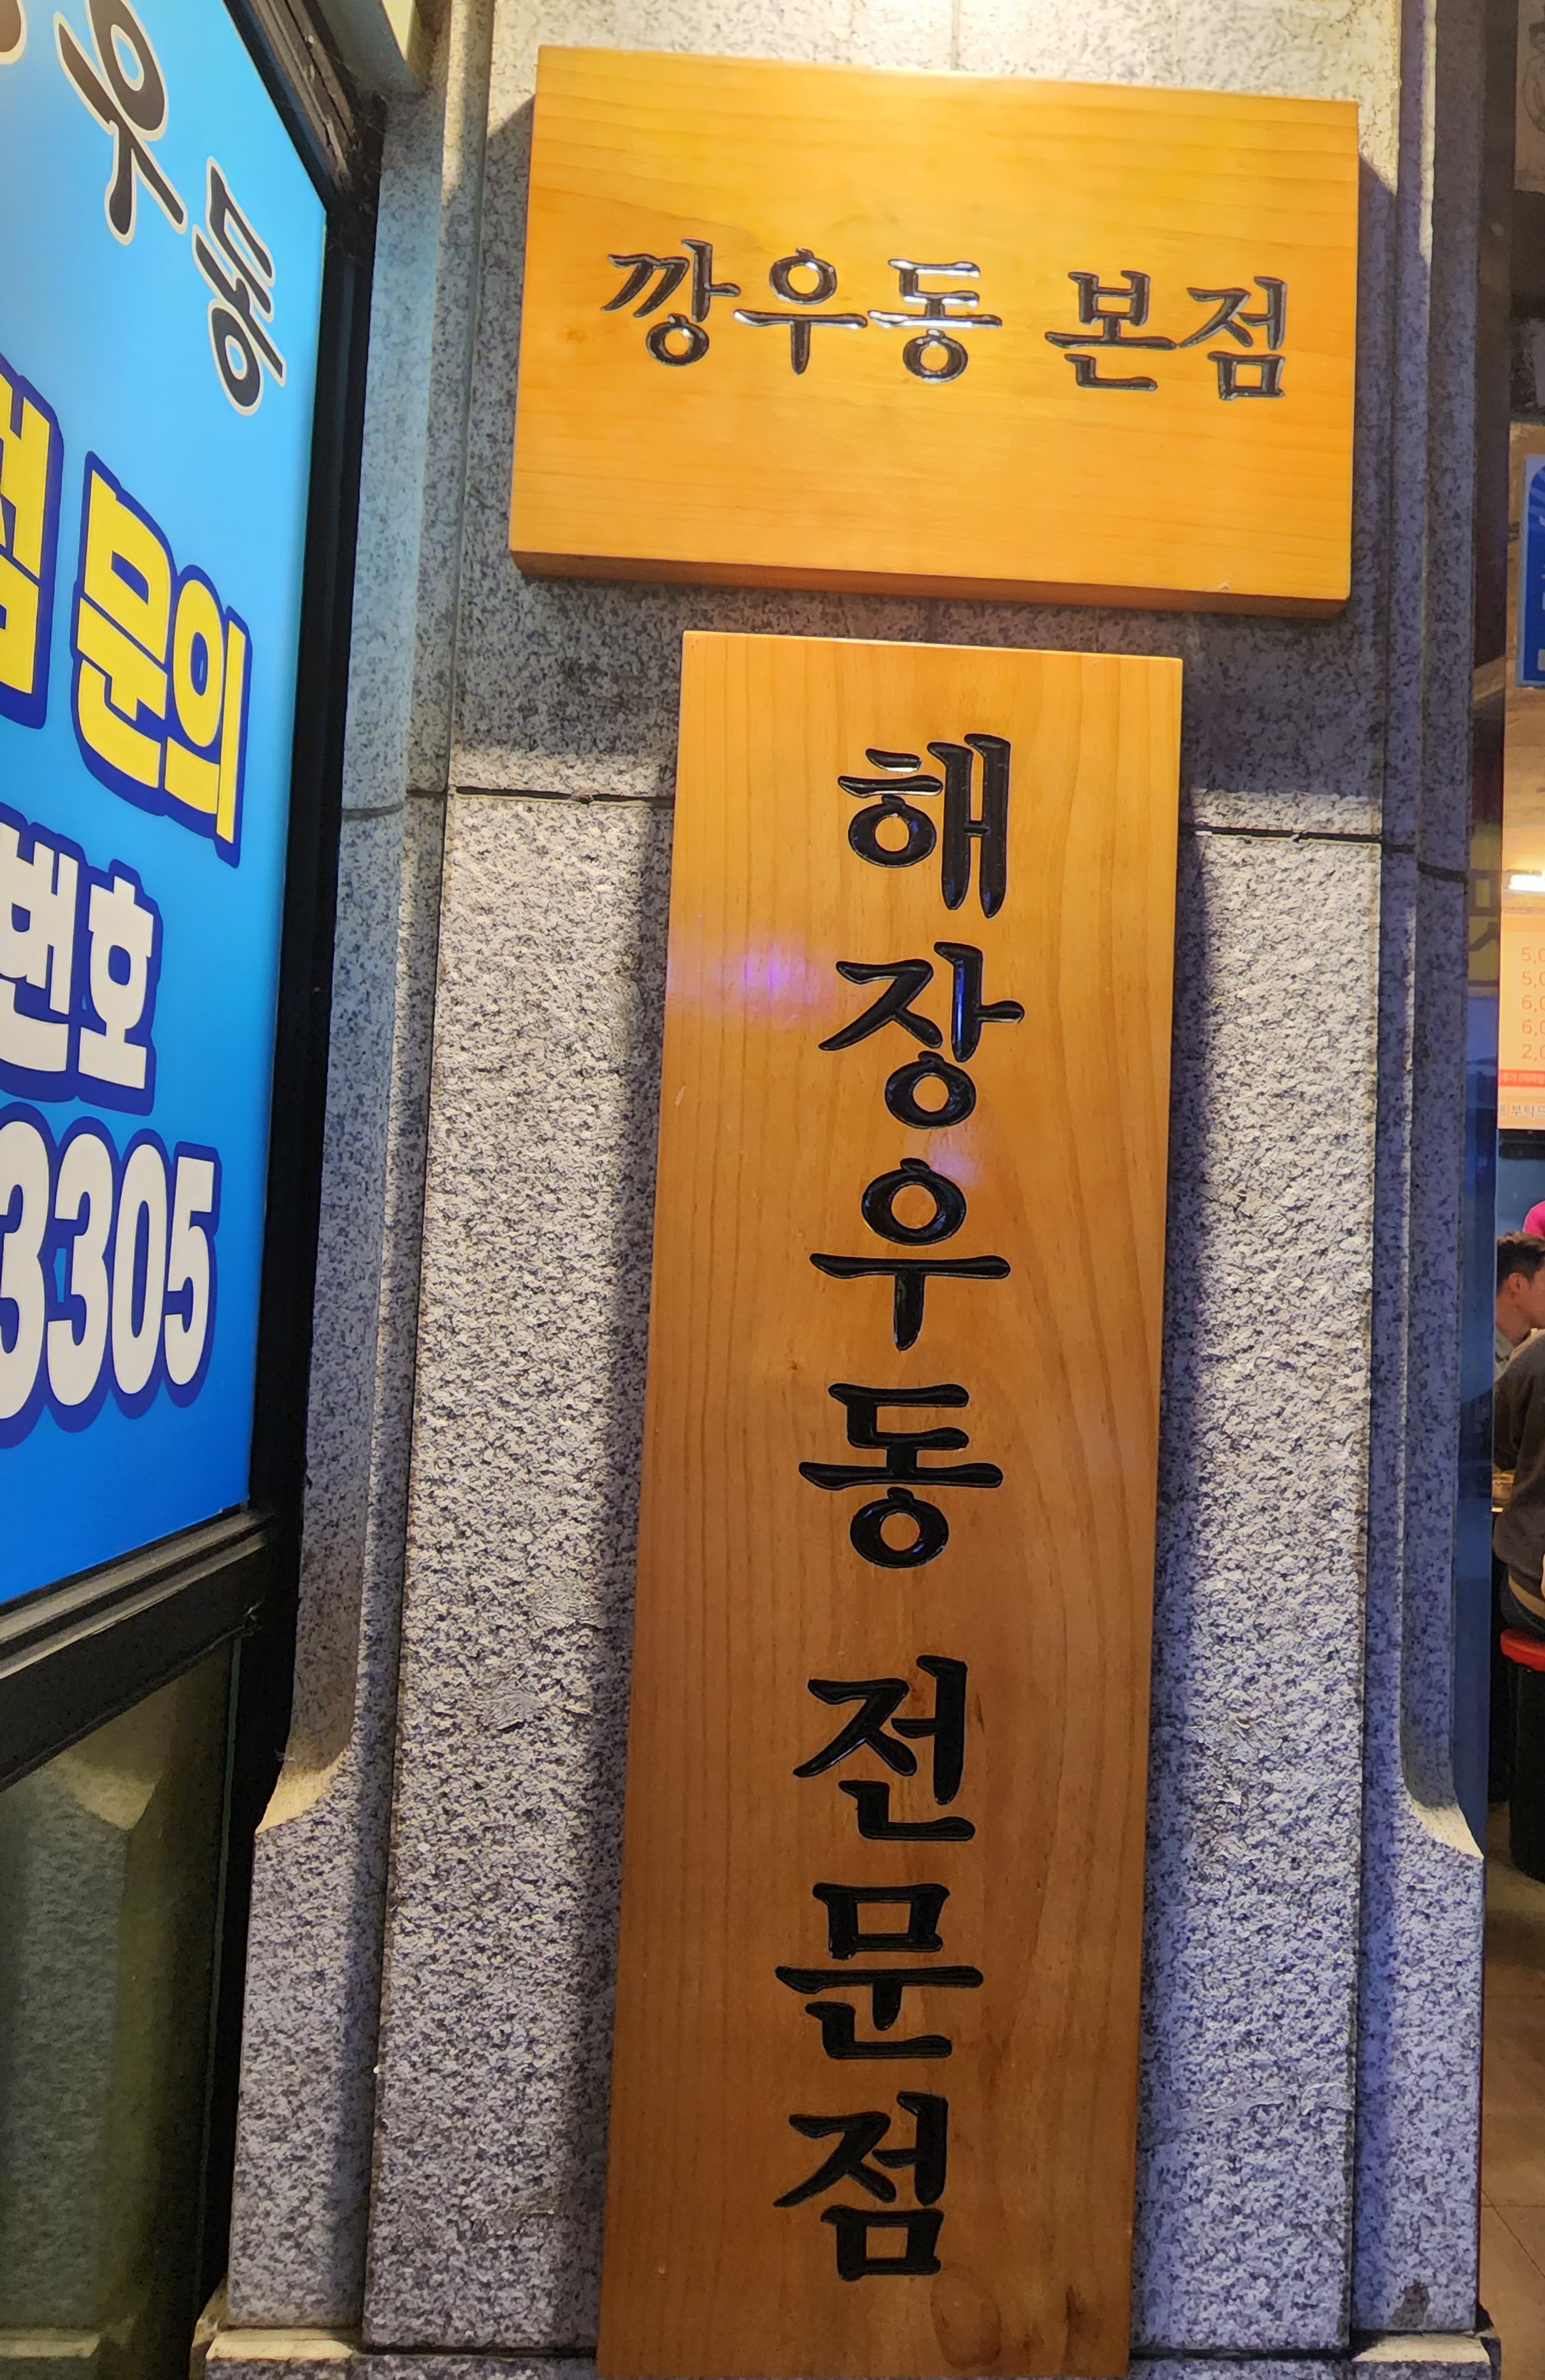 깡우동 본점
해장우동 전문점
우동
점 문의
번호
3305